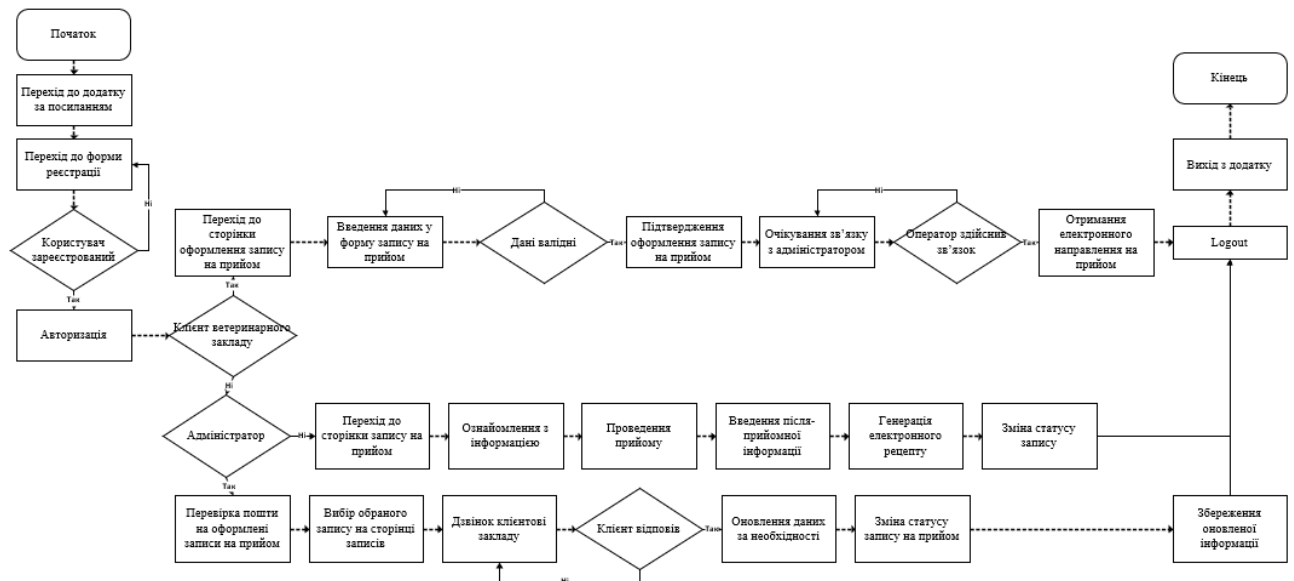 Початок
Перехід до додатку
за посиланням
Перехід до форми
реєстрації
Ні
Користувач
зареєстрований
Так
Авторизація
Клієнт ветеринарного
закладу
Так
Перехід до
сторінки
оформлення запису
на прийом
Введення даних у
форму запису на
прийом
Ні
Дані валідні
Так
Підтвердження
оформлення запису
на прийом
Очікування зв’язку
з адміністратором
Ні
Оператор здійснив
зв’язок
Так
Отримання
електронного
направлення на
прийом
Logout
Вихід з додатку
Кінець
Ні
Адміністратор
Ні
Перехід до
сторінки запису на
прийом
Ознайомлення з
інформацією
Проведення
прийому
Введення після-
прийомної
інформації
Генерація
електронного
рецепту
Зміна статусу
запису
Так
Перевірка пошти
на оформлені
записи на прийом
Вибір обраного
запису на сторінці
записів
Дзвінок клієнтові
закладу
Клієнт відповів
Так
Оновлення даних
за необхідності
Зміна статусу
запису на прийом
Збереження
оновленої
інформації
Ні